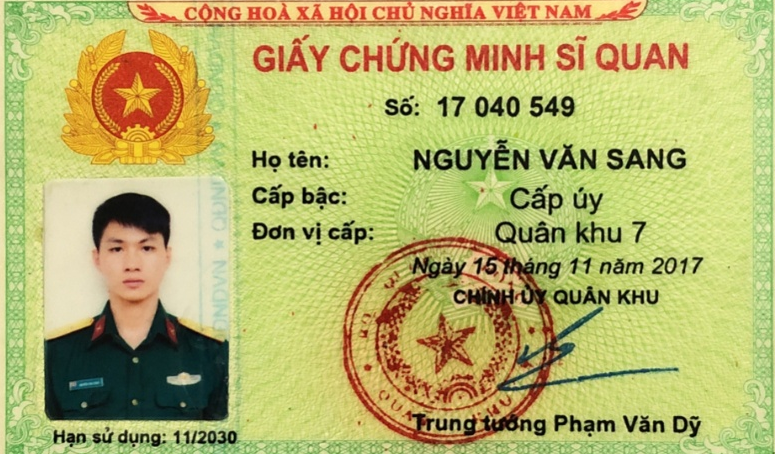 CỘNG HOÀ XÃ HỘI CHỦ NGHĨA VIỆT NAM
GIẤY CHỨNG MINH SĨ QUAN
Số: 17 040 549
Họ tên: NGUYỄN VĂN SANG
Cấp bậc: Cấp úy
Đơn vị cấp: Quân khu 7
Ngày 15 tháng 11 năm 2017
CHÍNH ỦY QUÂN KHU
Trung tướng Phạm Văn Dỹ
Hạn sử dụng: 11/2030